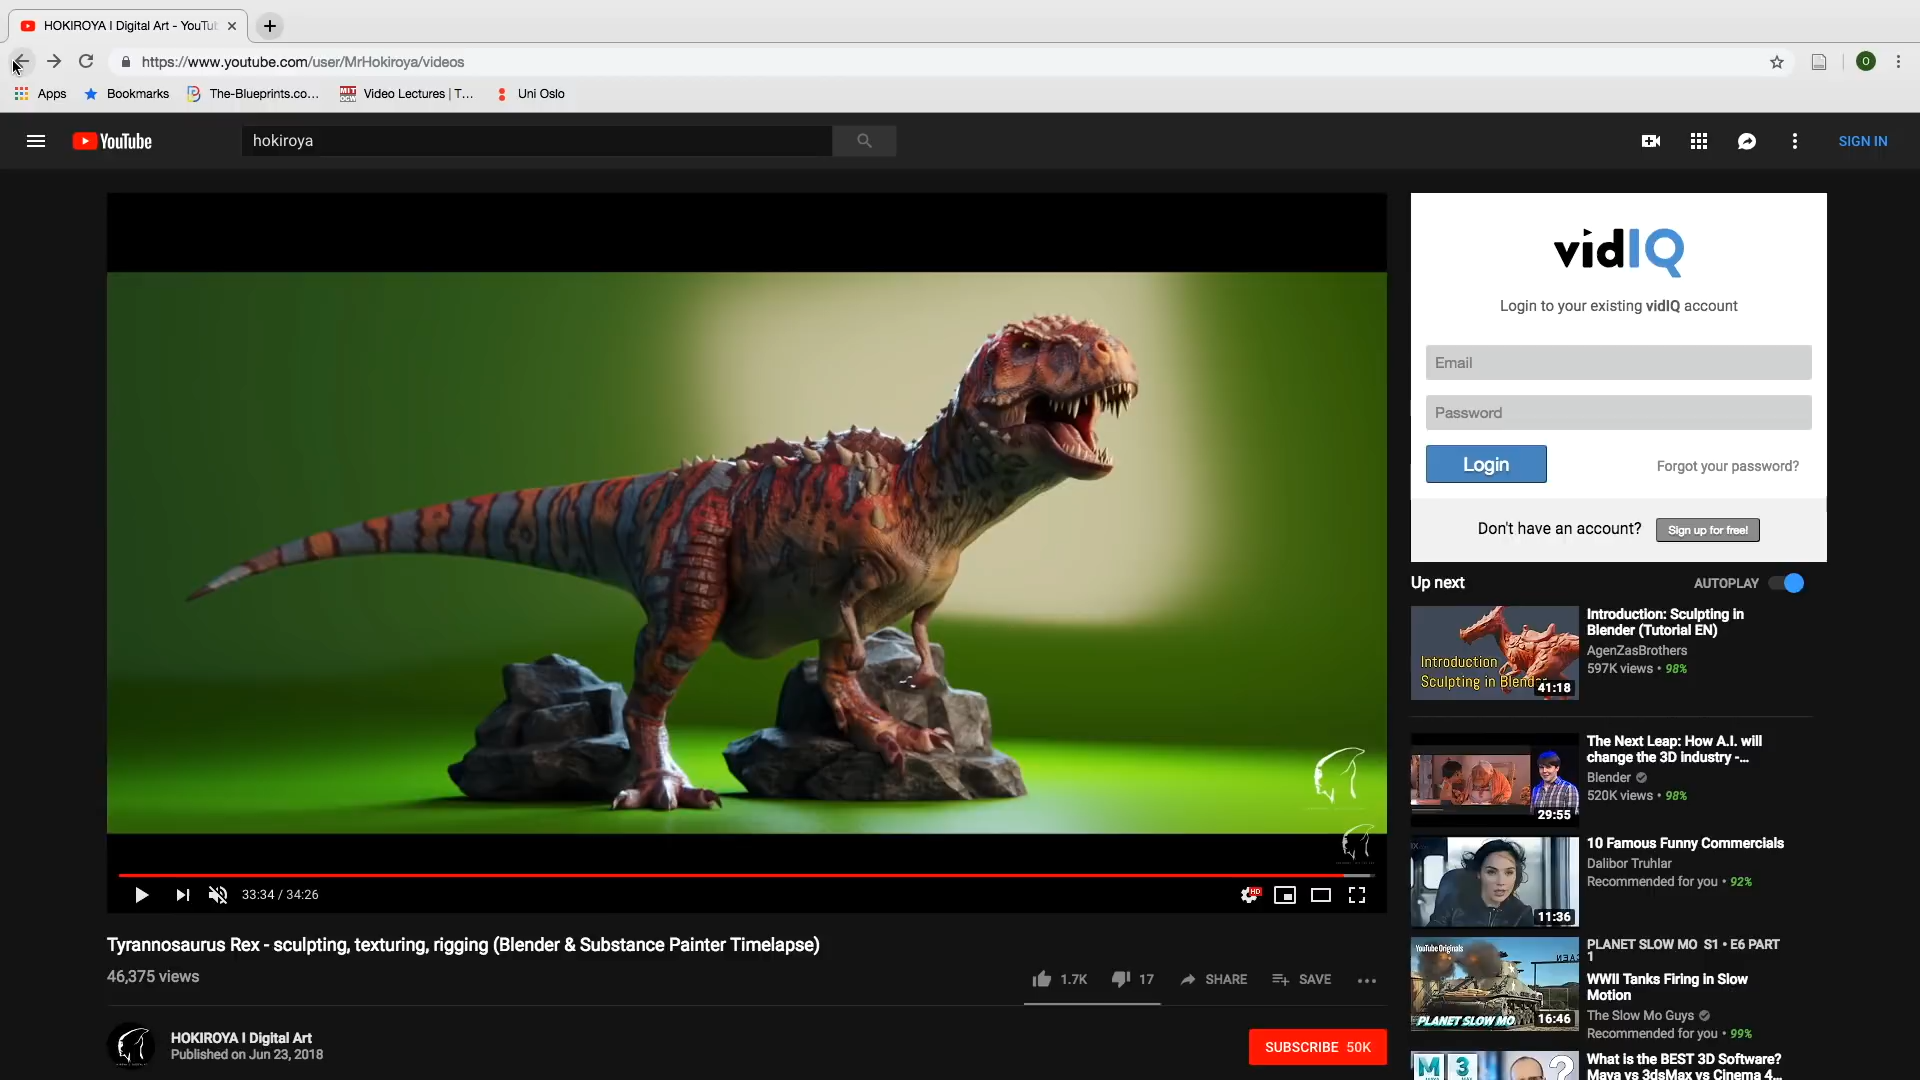 HOKIROYA I Digital Art - YouTub
https://www.youtube.com/user/MrHokiroya/videos
O
Apps
Bookmarks
The-Blueprints.co...
MIT
OCW
Video Lectures | T...
Uni Oslo
YouTube
hokiroya
SIGN IN
vidIQ
Login to your existing vidIQ account
Email
Password
Login
Forgot your password?
Don't have an account?
Sign up for free!
Up next
AUTOPLAY
Introduction
Sculpting in Blende
41:18
Introduction: Sculpting in
Blender (Tutorial EN)
AgenZasBrothers
597K views • 98%
29:55
The Next Leap: How A.I. will
change the 3D industry -...
Blender
520K views • 98%
11:36
10 Famous Funny Commercials
Dalibor Truhlar
Recommended for you • 92%
YouTube Originals
PLANET SLOW MO
16:46
PLANET SLOW MO S1 • E6 PART
1
WWII Tanks Firing in Slow
Motion
The Slow Mo Guys
Recommended for you • 99%
M 3 ?
What is the BEST 3D Software?
Maya vs 3dsMax vs Cinema 4...
33:34 / 34:26
HD
Tyrannosaurus Rex - sculpting, texturing, rigging (Blender & Substance Painter Timelapse)
46,375 views
1.7K
17
SHARE
SAVE
HOKIROYA I Digital Art
Published on Jun 23, 2018
SUBSCRIBE 50K